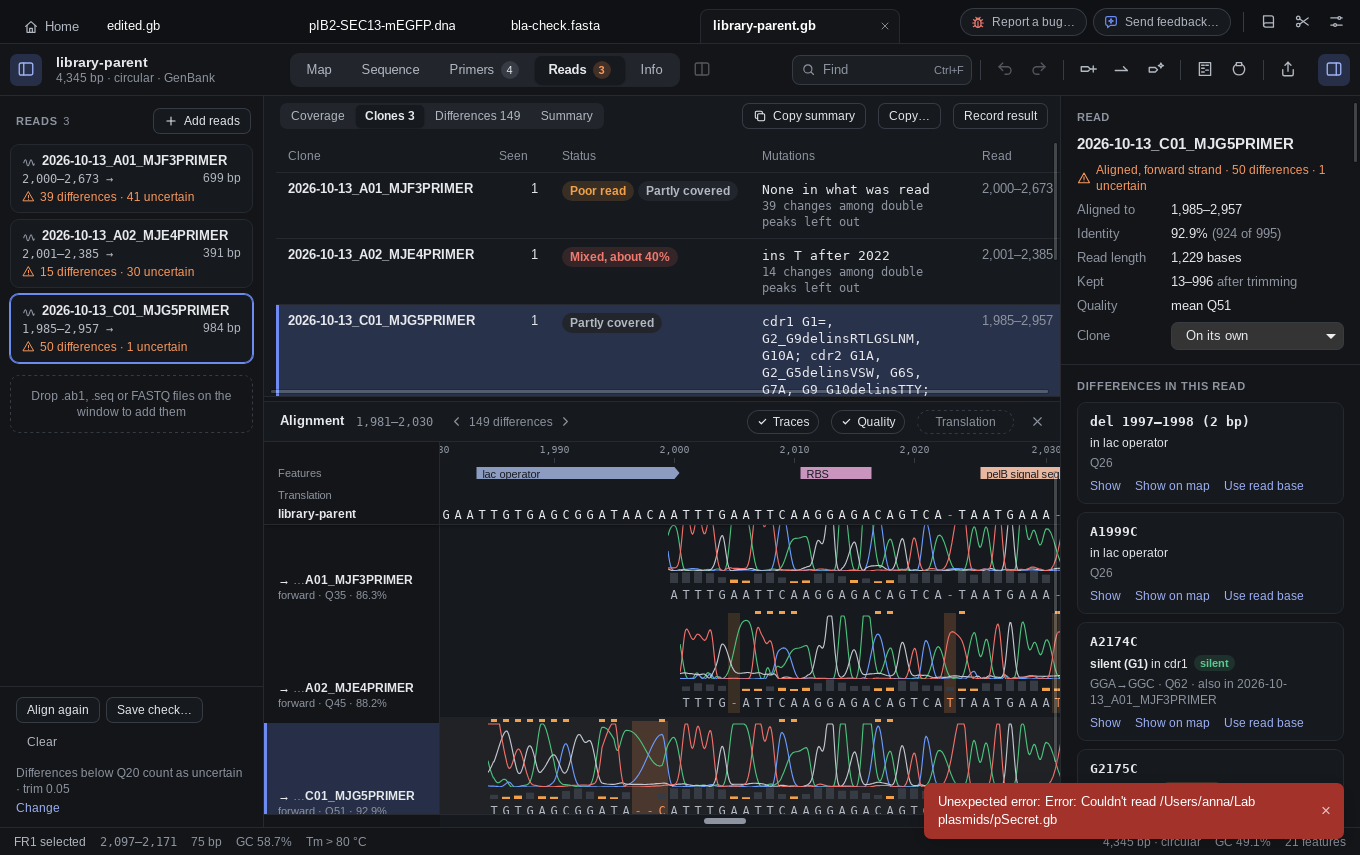 Home
edited.gb
pIB2-SEC13-mEGFP.dna
bla-check.fasta
library-parent.gb
Report a bug…
Send feedback…
library-parent
4,345 bp · circular · GenBank
Map
Sequence
Primers 4
Reads 3
Info
Find
Ctrl+F
READS 3
Add reads
2026-10-13_A01_MJF3PRIMER
2,000–2,673 →
699 bp
39 differences · 41 uncertain
2026-10-13_A02_MJE4PRIMER
2,001–2,385 →
391 bp
15 differences · 30 uncertain
2026-10-13_C01_MJG5PRIMER
1,985–2,957 →
984 bp
50 differences · 1 uncertain
Drop .ab1, .seq or FASTQ files on the
window to add them
Align again
Save check…
Clear
Differences below Q20 count as uncertain
· trim 0.05
Change
Coverage
Clones 3
Differences 149
Summary
Copy summary
Copy…
Record result
Clone
Seen
Status
Mutations
Read
2026-10-13_A01_MJF3PRIMER
1
Poor read
Partly covered
None in what was read
39 changes among double
peaks left out
2,000–2,673
2026-10-13_A02_MJE4PRIMER
1
Mixed, about 40%
ins T after 2022
14 changes among double
peaks left out
2,001–2,385
2026-10-13_C01_MJG5PRIMER
1
Partly covered
cdr1 G1=,
G2_G9delinsRTLGSLNM,
G10A; cdr2 G1A,
G2_G5delinsVSW, G6S,
G7A, G9_G10delinsTTY;
1,985–2,957
Alignment
1,981–2,030
149 differences
Traces
Quality
Translation
1,990
2,000
2,010
2,020
2,030
Features
lac operator
RBS
pelB signal seq
Translation
library-parent
GAATTGTGAGCGGATAACAATTTGAATTCAAGGAGACAGTCA-TAATGAAA-
→ …A01_MJF3PRIMER
forward · Q35 · 86.3%
ATTTGAATTCAAGGAGACAGTCA-TAATGAAA-
→ …A02_MJE4PRIMER
forward · Q45 · 88.2%
TTTG-ATTCAAGGAGACAGTCATTAATGAAAT
→ …C01_MJG5PRIMER
forward · Q51 · 92.9%
TGTGAGCGGATA--CATTTGAATTCAAGGAGACAGT
READ
2026-10-13_C01_MJG5PRIMER
Aligned, forward strand · 50 differences · 1
uncertain
Aligned to
1,985–2,957
Identity
92.9% (924 of 995)
Read length
1,229 bases
Kept
13–996 after trimming
Quality
mean Q51
Clone
On its own
DIFFERENCES IN THIS READ
del 1997–1998 (2 bp)
in lac operator
Q26
Show
Show on map
Use read base
A1999C
in lac operator
Q26
Show
Show on map
Use read base
A2174C
silent (G1) in cdr1 silent
GGA→GGC · Q62 · also in 2026-10-
13_A01_MJF3PRIMER
Show
Show on map
Use read base
G2175C
Unexpected error: Error: Couldn't read /Users/anna/Lab
plasmids/pSecret.gb
FR1 selected
2,097–2,171
75 bp
GC 58.7%
Tm > 80 °C
4,345 bp · circular
GC 49.1%
21 features